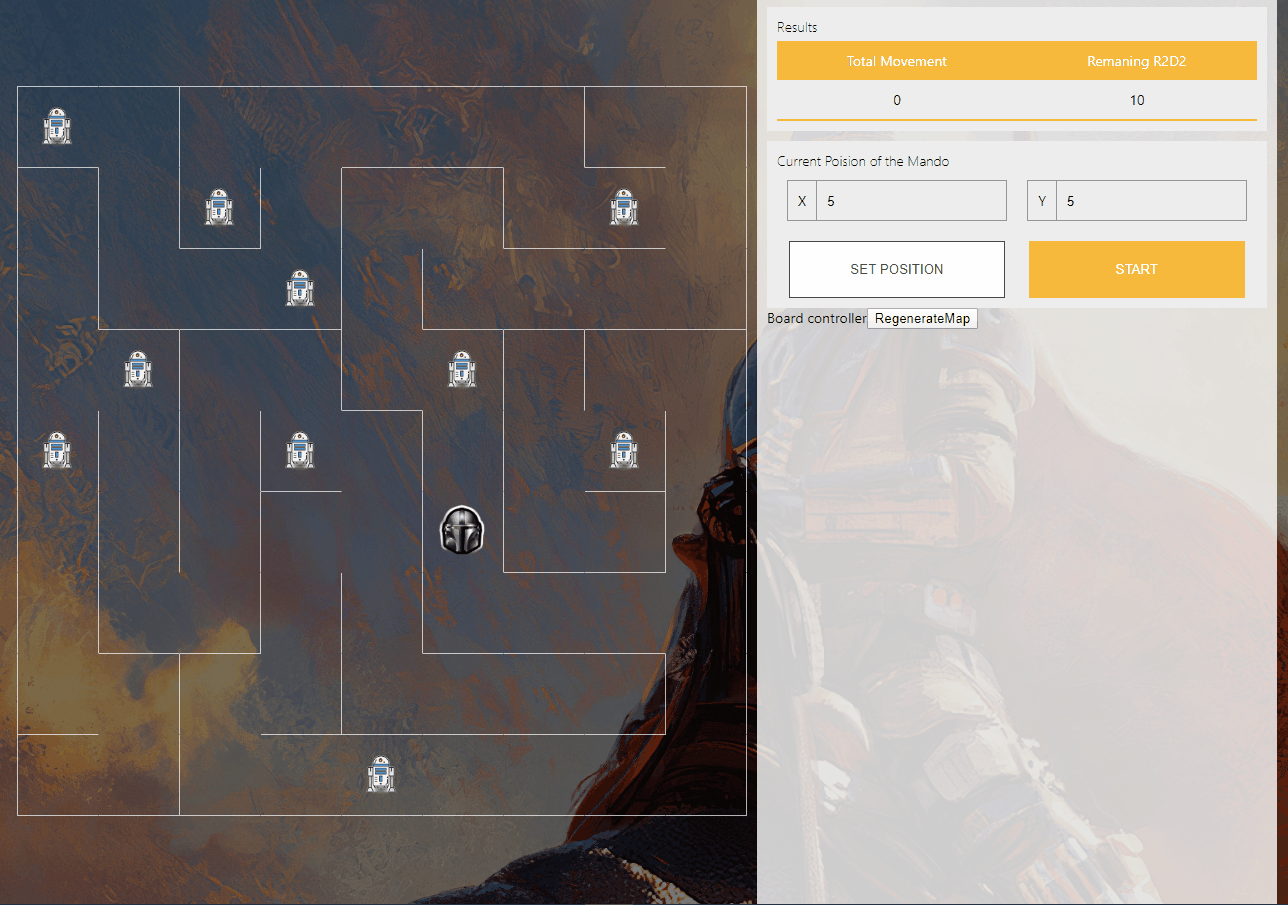 Results
Total Movement Remaning R2D2
0 10
Current Poision of the Mando
X 5 Y 5
SET POSITION START
Board controller RegenerateMap